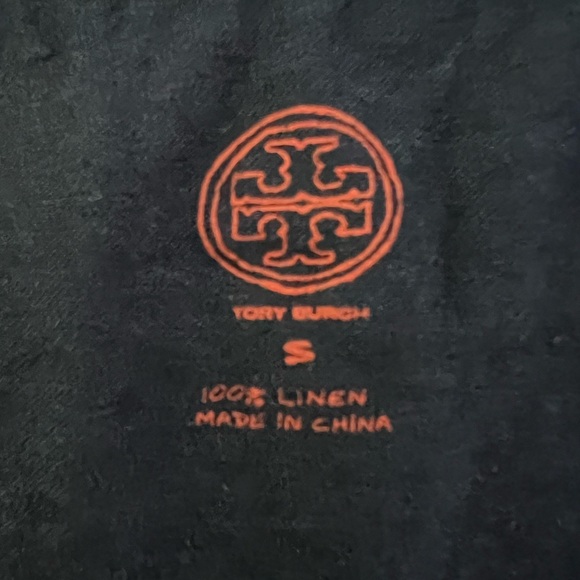 TORY BURCH
S
100% LINEN
MADE IN CHINA